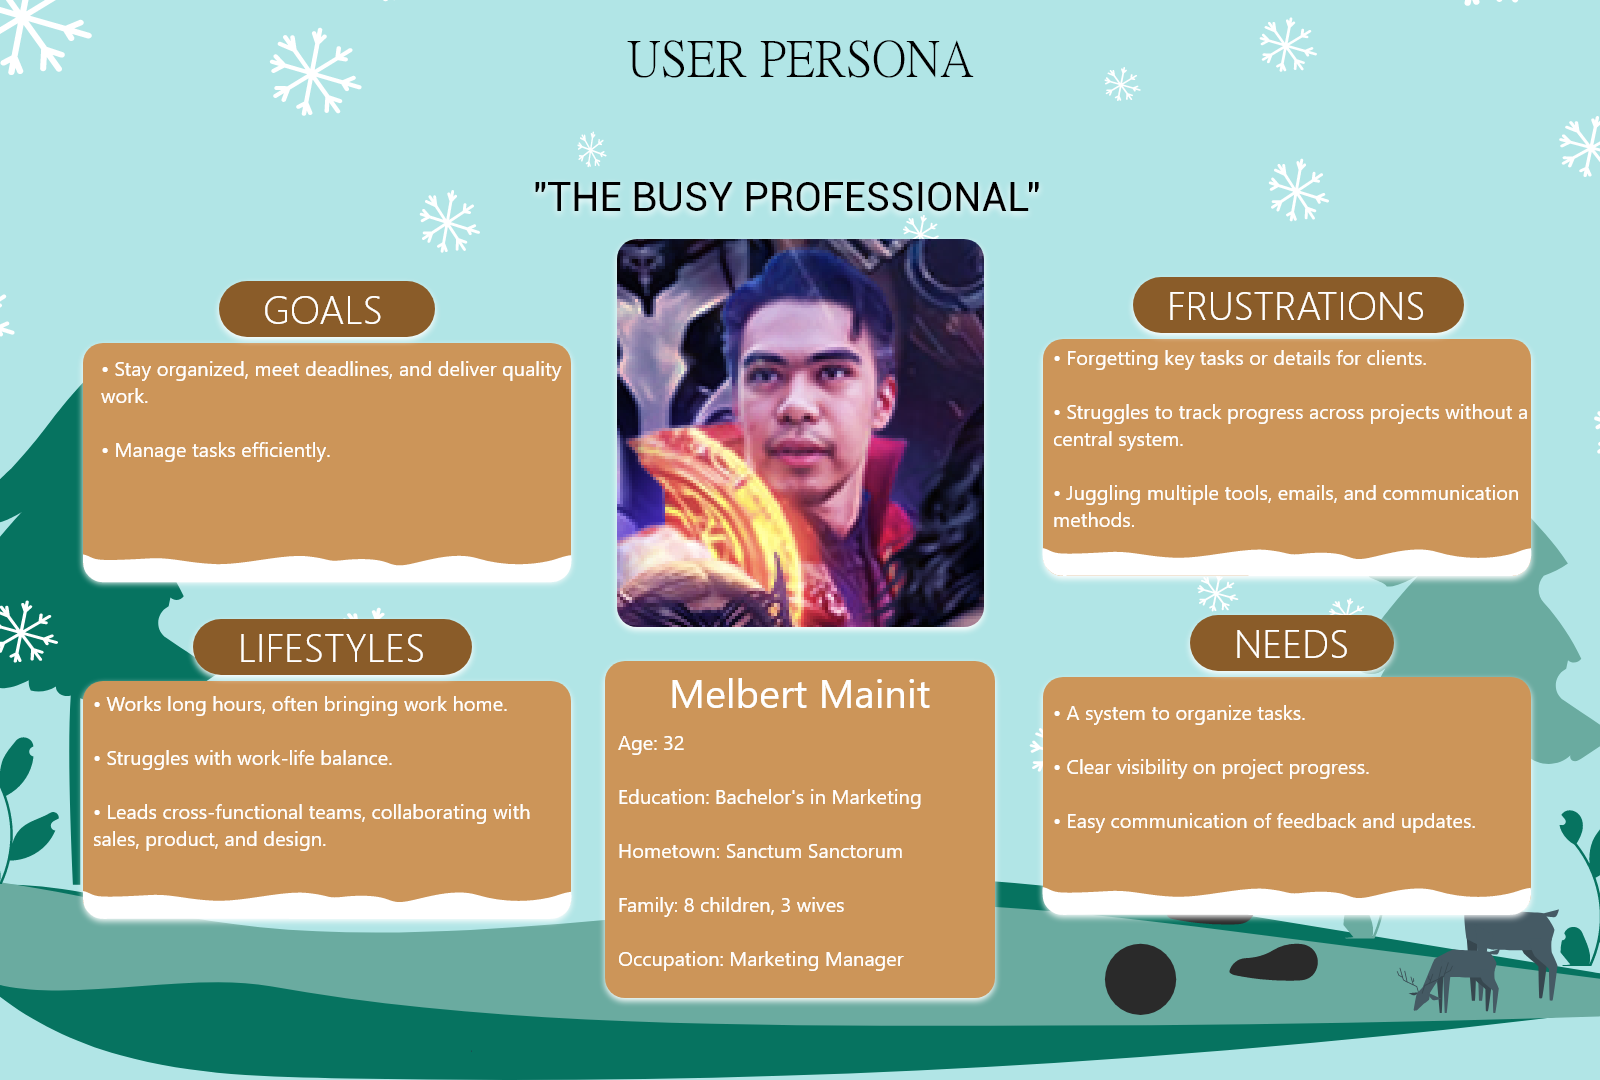 USER PERSONA
"THE BUSY PROFESSIONAL"
GOALS
• Stay organized, meet deadlines, and deliver quality
work.
• Manage tasks efficiently.
LIFESTYLES
• Works long hours, often bringing work home.
• Struggles with work-life balance.
• Leads cross-functional teams, collaborating with
sales, product, and design.
Melbert Mainit
Age: 32
Education: Bachelor's in Marketing
Hometown: Sanctum Sanctorum
Family: 8 children, 3 wives
Occupation: Marketing Manager
FRUSTRATIONS
• Forgetting key tasks or details for clients.
• Struggles to track progress across projects without a
central system.
• Juggling multiple tools, emails, and communication
methods.
NEEDS
• A system to organize tasks.
• Clear visibility on project progress.
• Easy communication of feedback and updates.